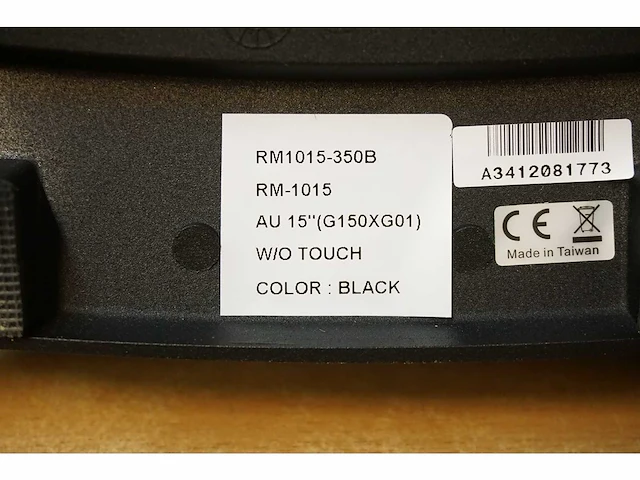 RM1015-350B
RM-1015
AU 15''(G150XG01)
W/O TOUCH
COLOR : BLACK
A3412081773
CE
Made in Taiwan